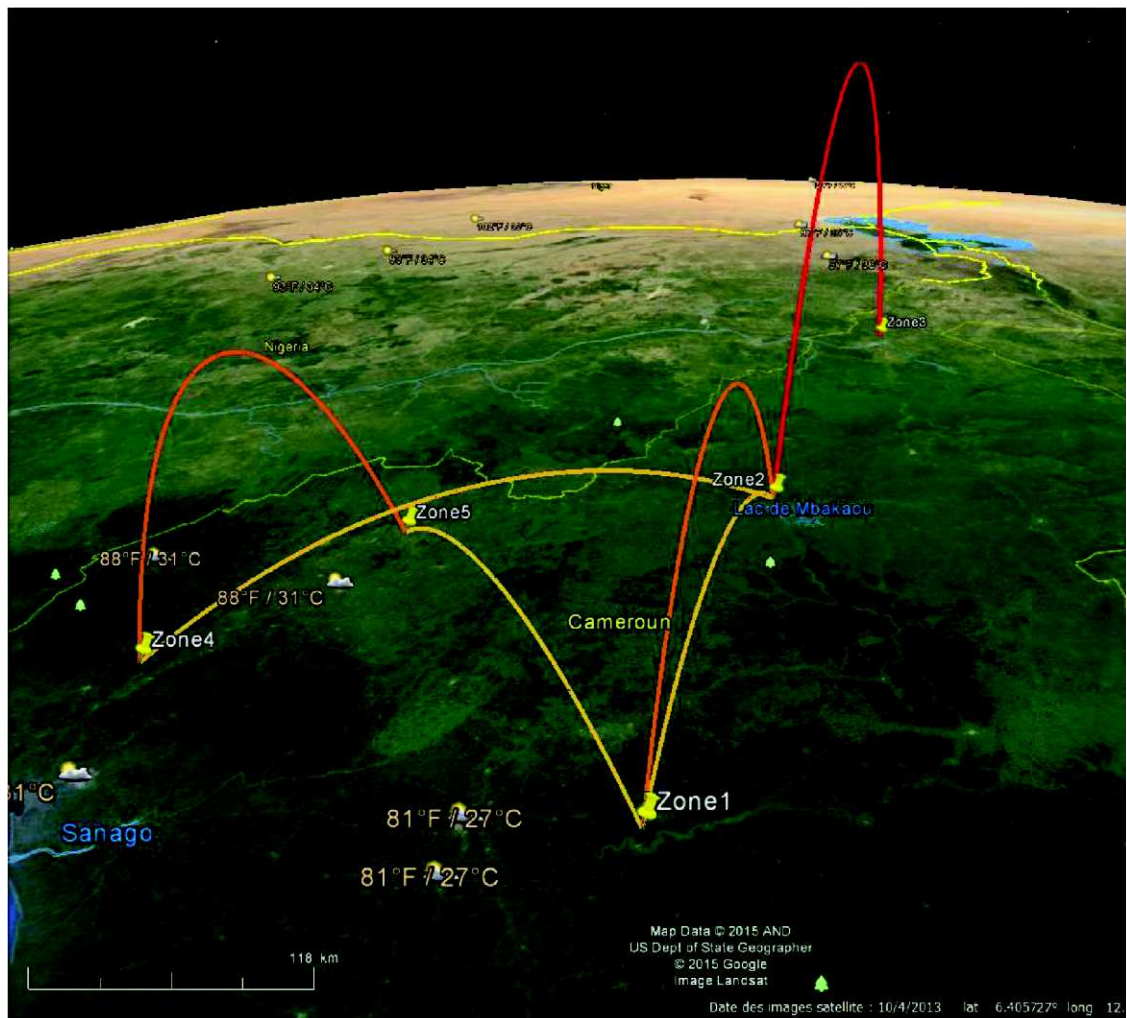 Niger
Nigeria
Zone3
Zone2
Lac de Mbakaou
Zone5
88°F / 31°C
88°F / 31°C
Cameroun
Zone4
Zone1
31°C
81°F / 27°C
Sanago
81°F / 27°C
Map Data © 2015 AND
US Dept of State Geographer
© 2015 Google
Image Landsat
118 km
Date des images satellite : 10/4/2013 lat 6.405727° long 12.